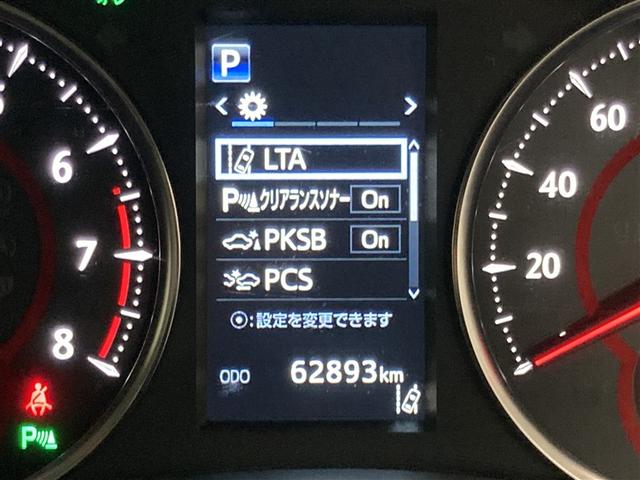 P
LTA
P クリアランスソナー On
PKSB On
PCS
:設定を変更できます
ODO 62893km
6
7
8
P
60
40
20